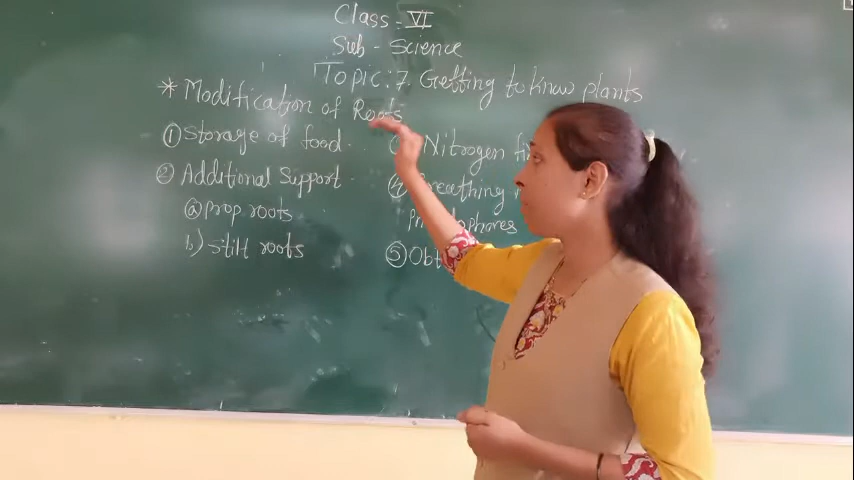 Class - VI
Sub - Science
Topic: 7. Getting to know plants
* Modification of Roots
① Storage of food.
② Additional Support.
ⓐ prop roots
b) Stilt roots
Nitrogen
④ Breathing
⑤